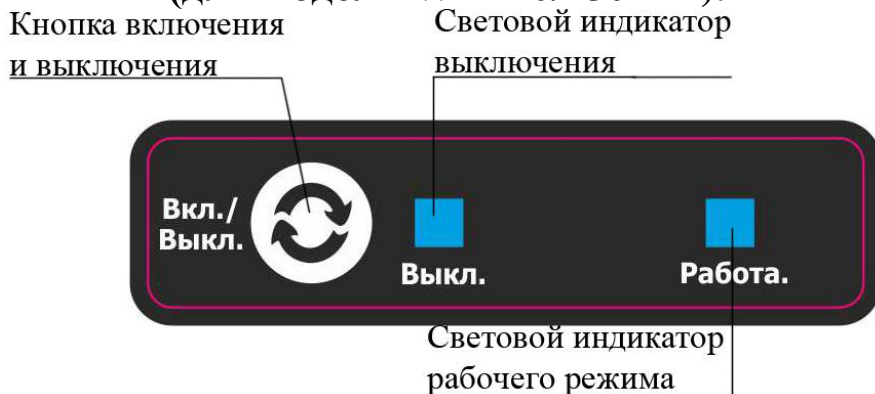 Кнопка включения
и выключения
Световой индикатор
выключения
Вкл./
Выкл.
Выкл.
Работа.
Световой индикатор
рабочего режима